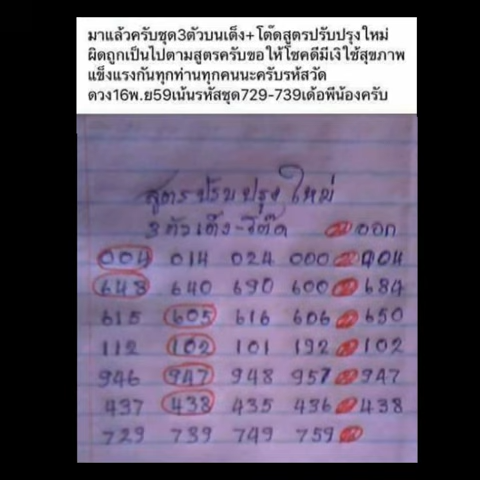 มาแล้วครับชุด3ตัวบนเต็ง+โต๊ดสูตรปรับปรุงใหม่
ผิดถูกเป็นไปตามสูตรครับขอให้โชคดีมีเงิใช้สุขภาพ
แข็งแรงกันทุกท่านทุกคนนะครับรหัสวัด
ดวง16พ.ย59เน้นรหัสชุด729-739เด้อพี่น้องครับ
สูตรปรับปรุงใหม่
3 ตัวเต็ง-โต๊ด ออก
004 014 024 000 904
648 640 690 600 684
615 605 616 606 650
112 102 101 192 102
946 947 948 957 947
437 438 435 436 438
729 739 749 759